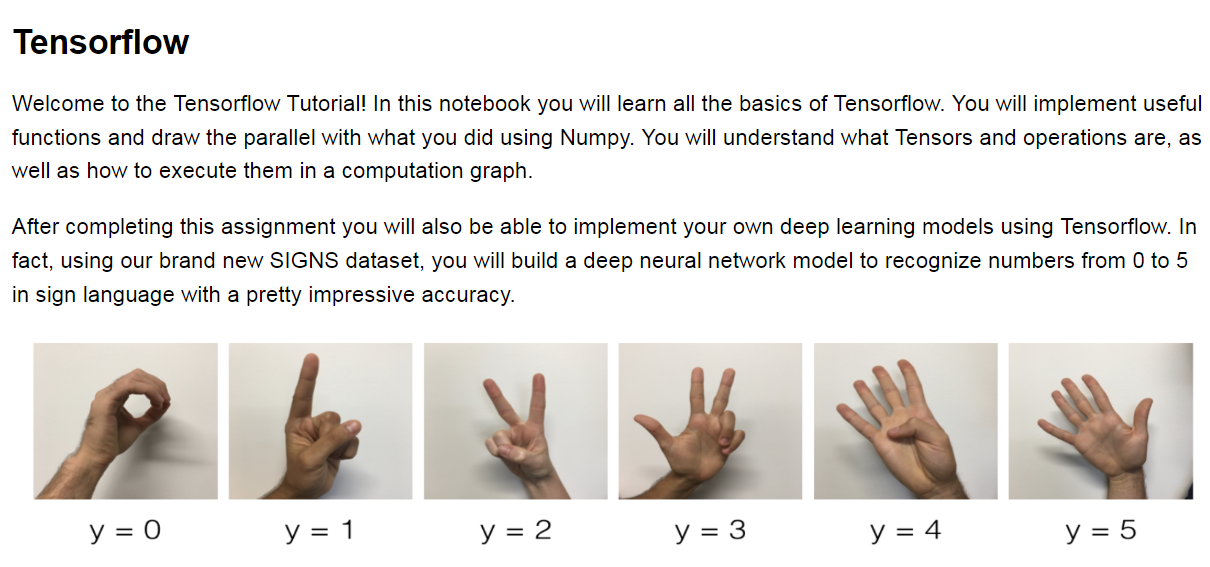 Tensorflow
Welcome to the Tensorflow Tutorial! In this notebook you will learn all the basics of Tensorflow. You will implement useful
functions and draw the parallel with what you did using Numpy. You will understand what Tensors and operations are, as
well as how to execute them in a computation graph.
After completing this assignment you will also be able to implement your own deep learning models using Tensorflow. In
fact, using our brand new SIGNS dataset, you will build a deep neural network model to recognize numbers from 0 to 5
in sign language with a pretty impressive accuracy.
y = 0 y = 1 y = 2 y = 3 y = 4 y = 5